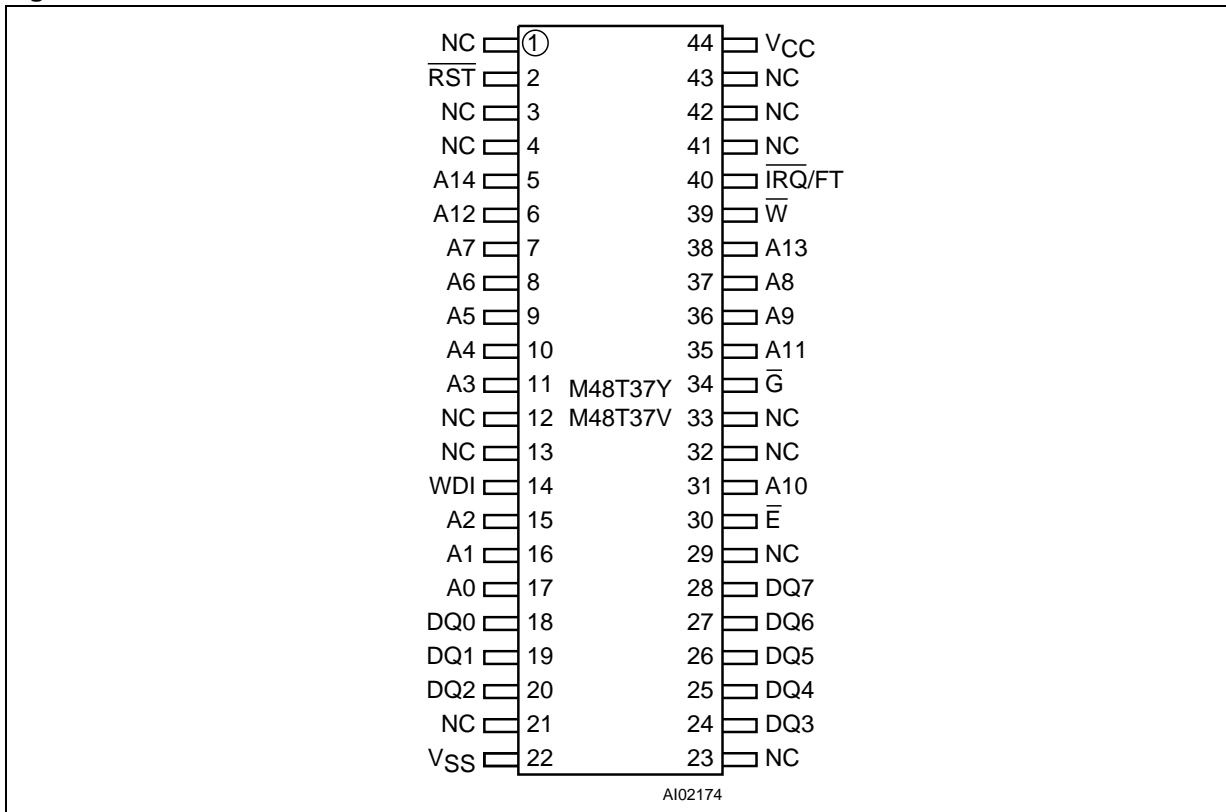 NC 1 44 VCC
R̅S̅T̅ 2 43 NC
NC 3 42 NC
NC 4 41 NC
A14 5 40 I̅R̅Q̅/FT
A12 6 39 W̅
A7 7 38 A13
A6 8 37 A8
A5 9 36 A9
A4 10 35 A11
A3 11 M48T37Y 34 G̅
NC 12 M48T37V 33 NC
NC 13 32 NC
WDI 14 31 A10
A2 15 30 E̅
A1 16 29 NC
A0 17 28 DQ7
DQ0 18 27 DQ6
DQ1 19 26 DQ5
DQ2 20 25 DQ4
NC 21 24 DQ3
VSS 22 23 NC
AI02174